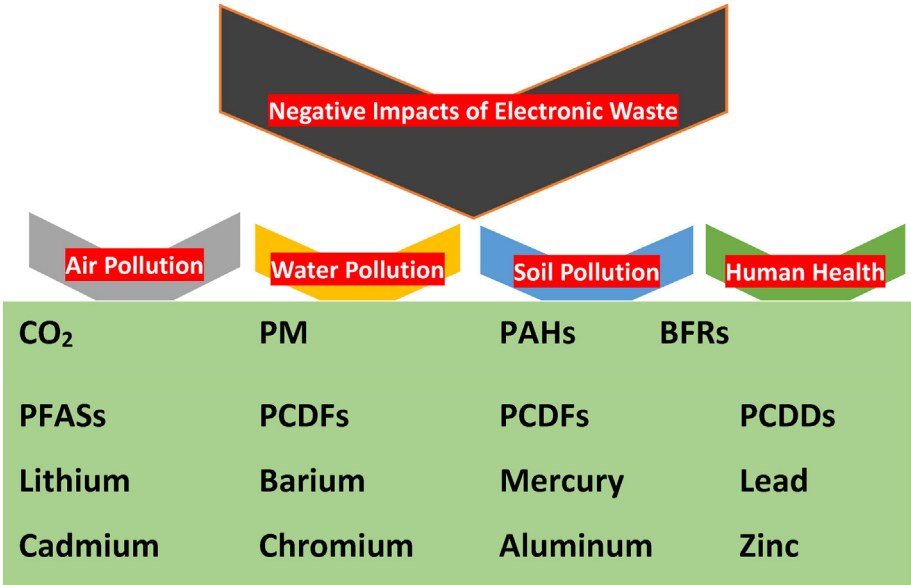 Negative Impacts of Electronic Waste
Air Pollution Water Pollution Soil Pollution Human Health
CO₂ PM PAHs BFRs
PFASs PCDFs PCDFs PCDDs
Lithium Barium Mercury Lead
Cadmium Chromium Aluminum Zinc